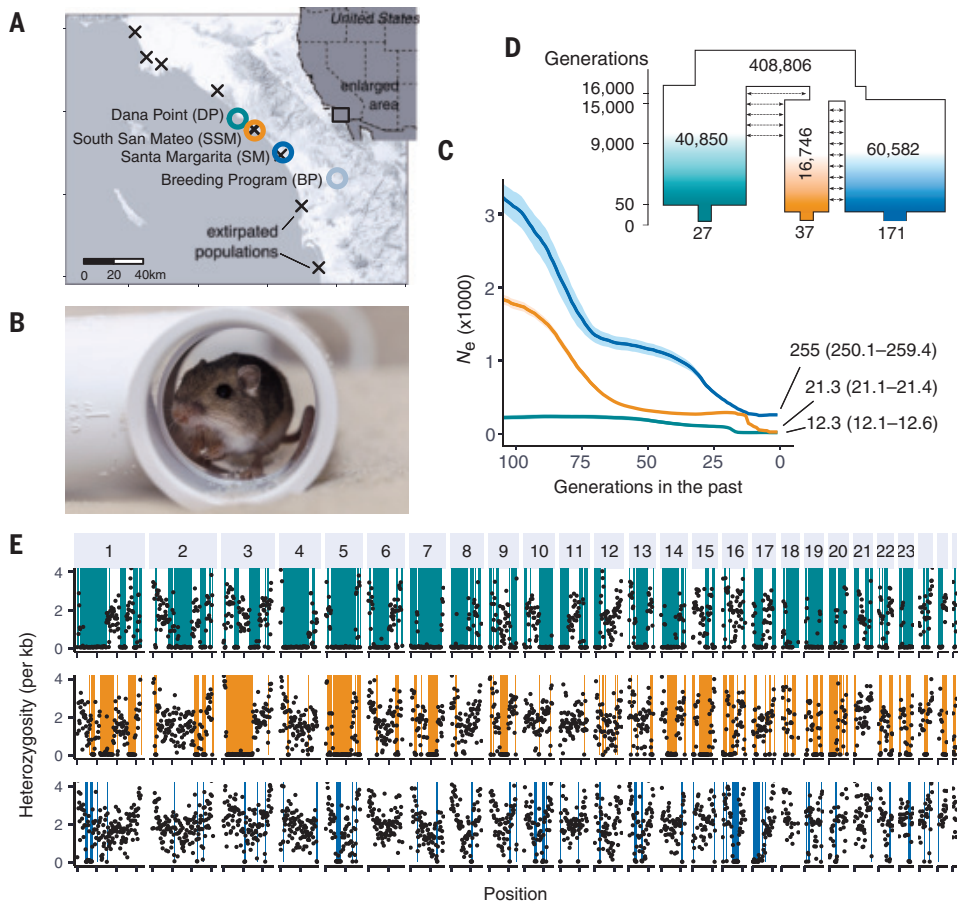 A
United States
enlarged
area
Dana Point (DP)
South San Mateo (SSM)
Santa Margarita (SM)
Breeding Program (BP)
extirpated
populations
0 20 40km
B
C
3
2
1
0
Ne (x1000)
100 75 50 25 0
Generations in the past
255 (250.1–259.4)
21.3 (21.1–21.4)
12.3 (12.1–12.6)
D
Generations
16,000
15,000
9,000
50
0
408,806
40,850
16,746
60,582
27
37
171
E
1 2 3 4 5 6 7 8 9 10 11 12 13 14 15 16 17 18 19 20 21 22 23
4
2
0
4
2
0
4
2
0
Heterozygosity (per kb)
Position